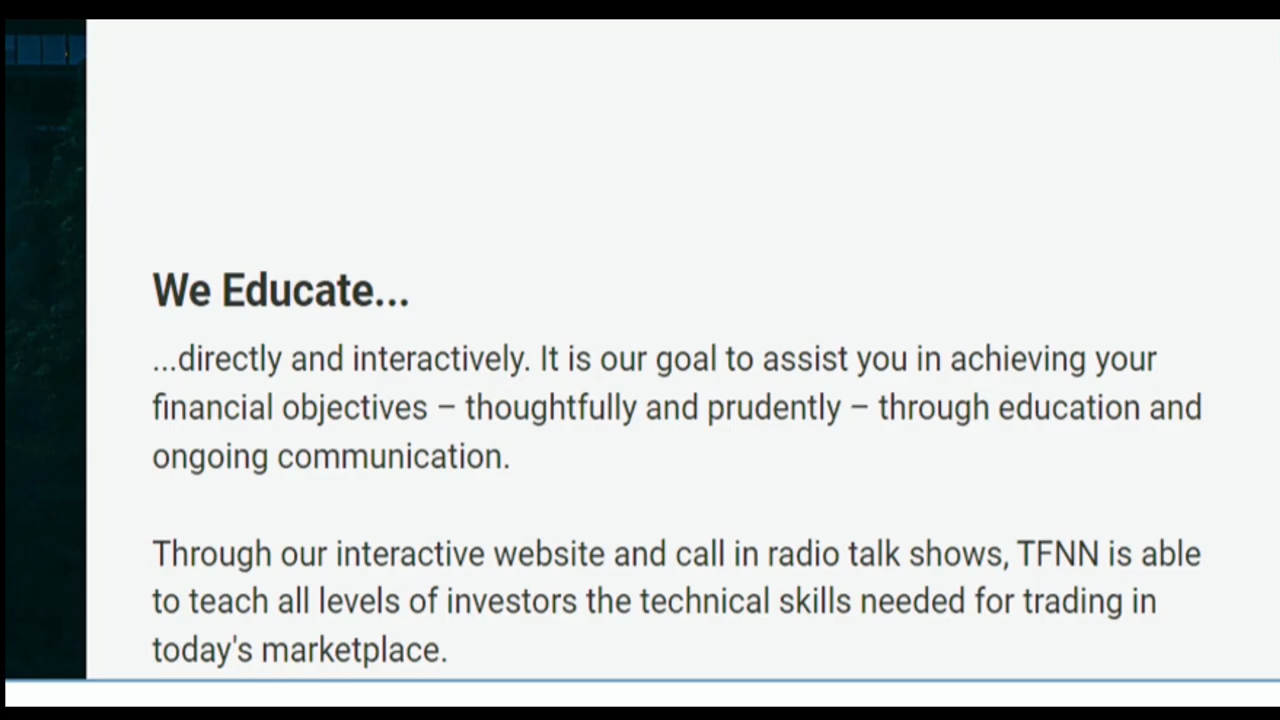 We Educate...
...directly and interactively. It is our goal to assist you in achieving your
financial objectives – thoughtfully and prudently – through education and
ongoing communication.
Through our interactive website and call in radio talk shows, TFNN is able
to teach all levels of investors the technical skills needed for trading in
today's marketplace.